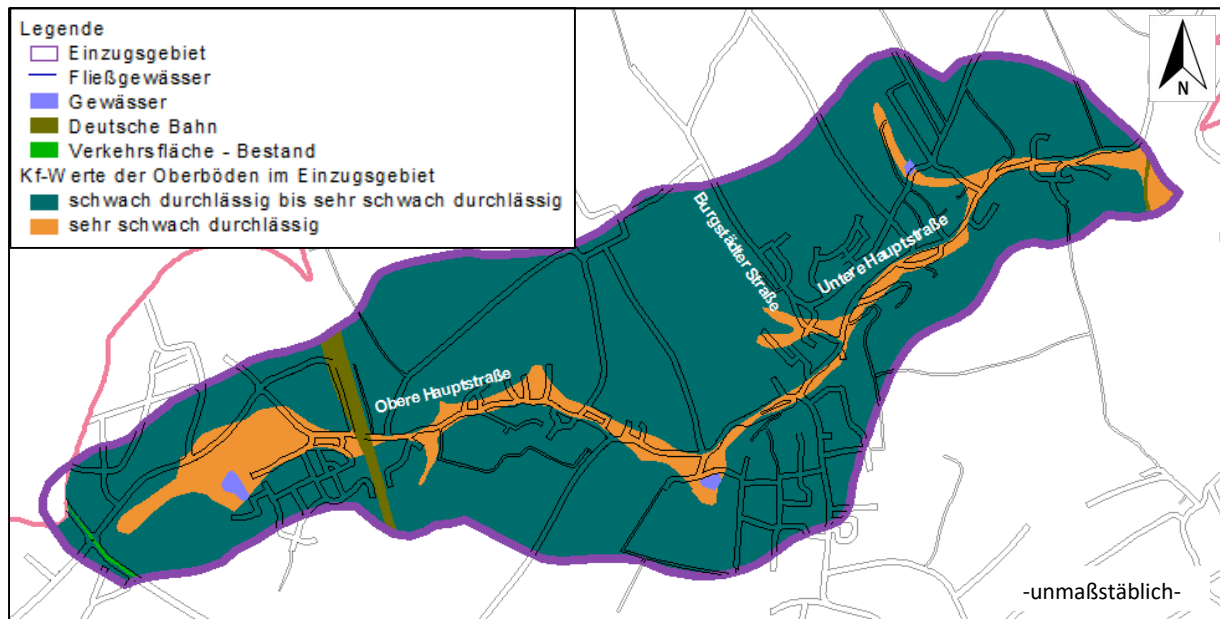 Legende
Einzugsgebiet
Fließgewässer
Gewässer
Deutsche Bahn
Verkehrsfläche - Bestand
Kf-Werte der Oberböden im Einzugsgebiet
schwach durchlässig bis sehr schwach durchlässig
sehr schwach durchlässig
N
Burgstädter Straße
Untere Hauptstraße
Obere Hauptstraße
-unmaßstäblich-